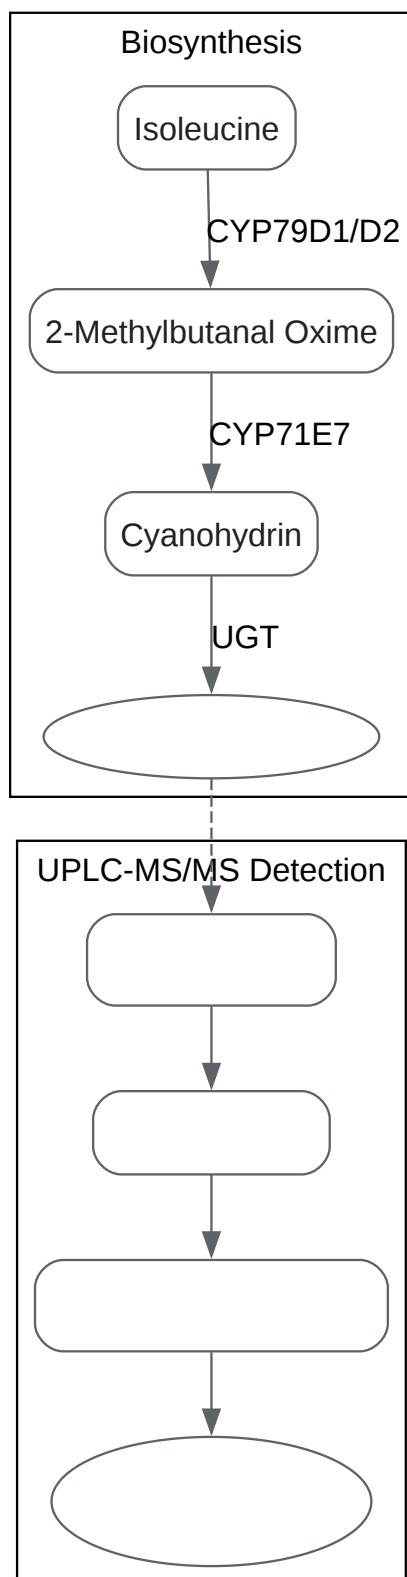 Biosynthesis
Isoleucine
CYP79D1/D2
2-Methylbutanal Oxime
CYP71E7
Cyanohydrin
UGT
UPLC-MS/MS Detection